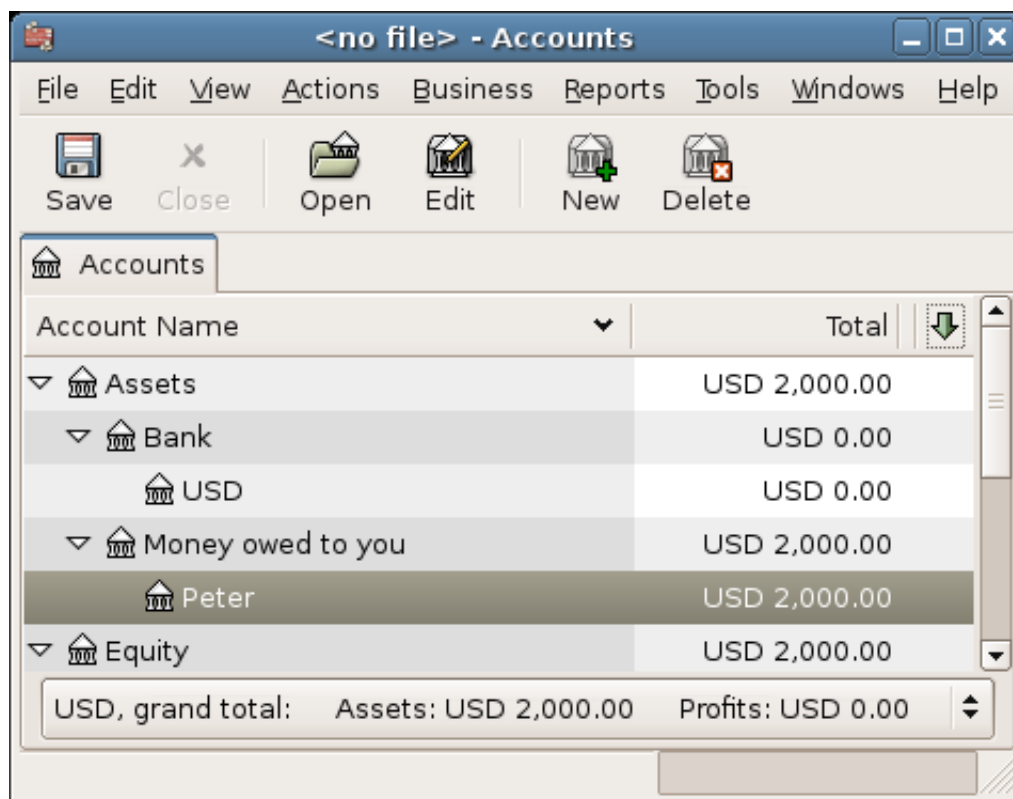 <no file> - Accounts
File Edit View Actions Business Reports Tools Windows Help
Save Close Open Edit New Delete
Accounts
Account Name Total
Assets USD 2,000.00
Bank USD 0.00
USD USD 0.00
Money owed to you USD 2,000.00
Peter USD 2,000.00
Equity USD 2,000.00
USD, grand total: Assets: USD 2,000.00 Profits: USD 0.00